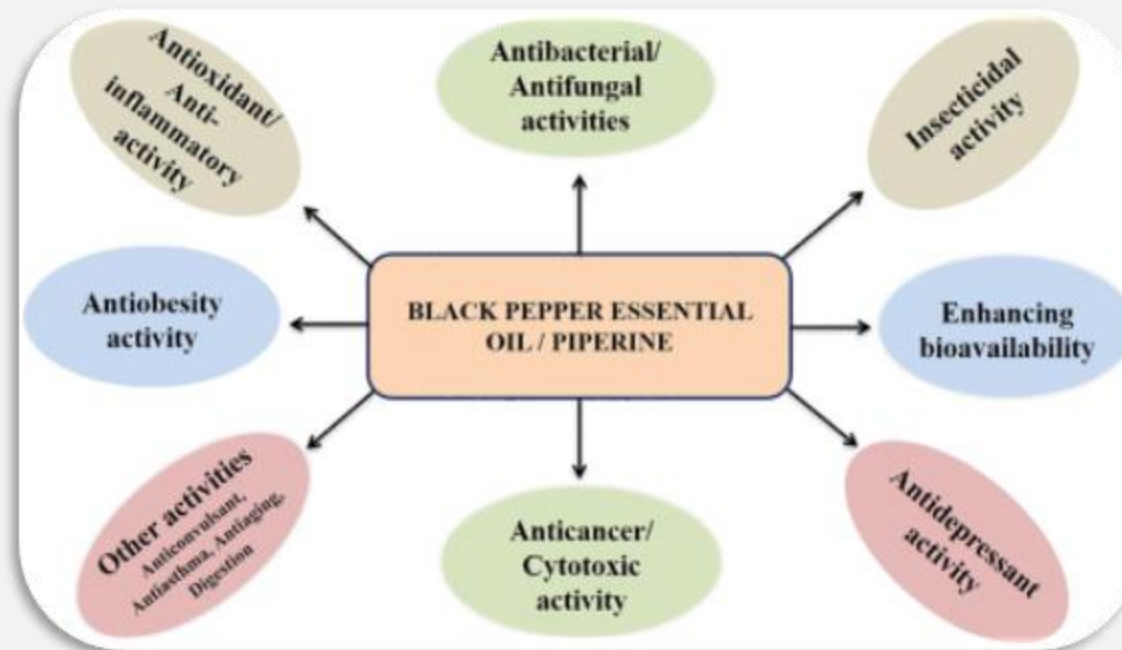 Antioxidant/
Anti-
inflammatory
activity
Antibacterial/
Antifungal
activities
Insecticidal
activity
Antiobesity
activity
BLACK PEPPER ESSENTIAL
OIL / PIPERINE
Enhancing
bioavailability
Other activities
Anticonvulsant,
Antiasthma, Antiaging,
Digestion
Anticancer/
Cytotoxic
activity
Antidepressant
activity